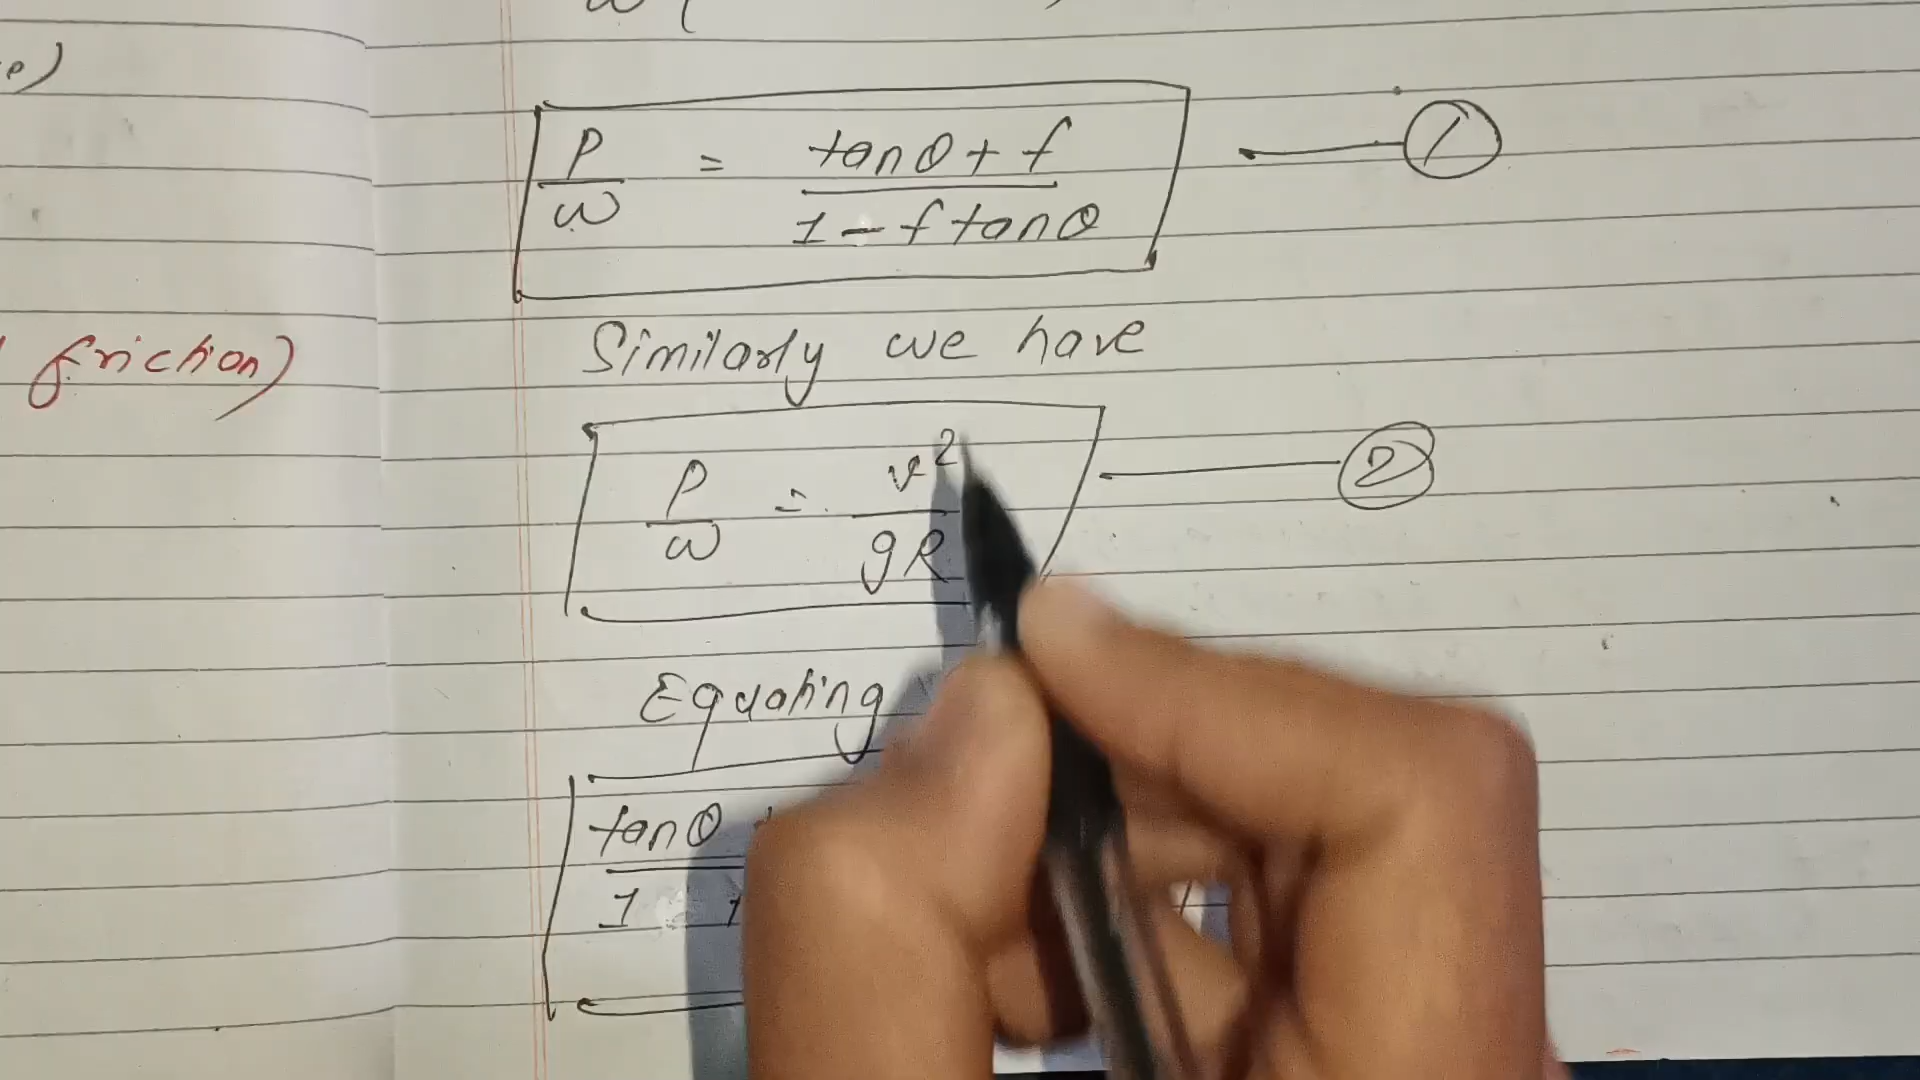 P/w = tanθ + f / 1 - f tanθ ①
friction)
Similarly we have
P/w = v² / gR ②
Equating
tanθ
1